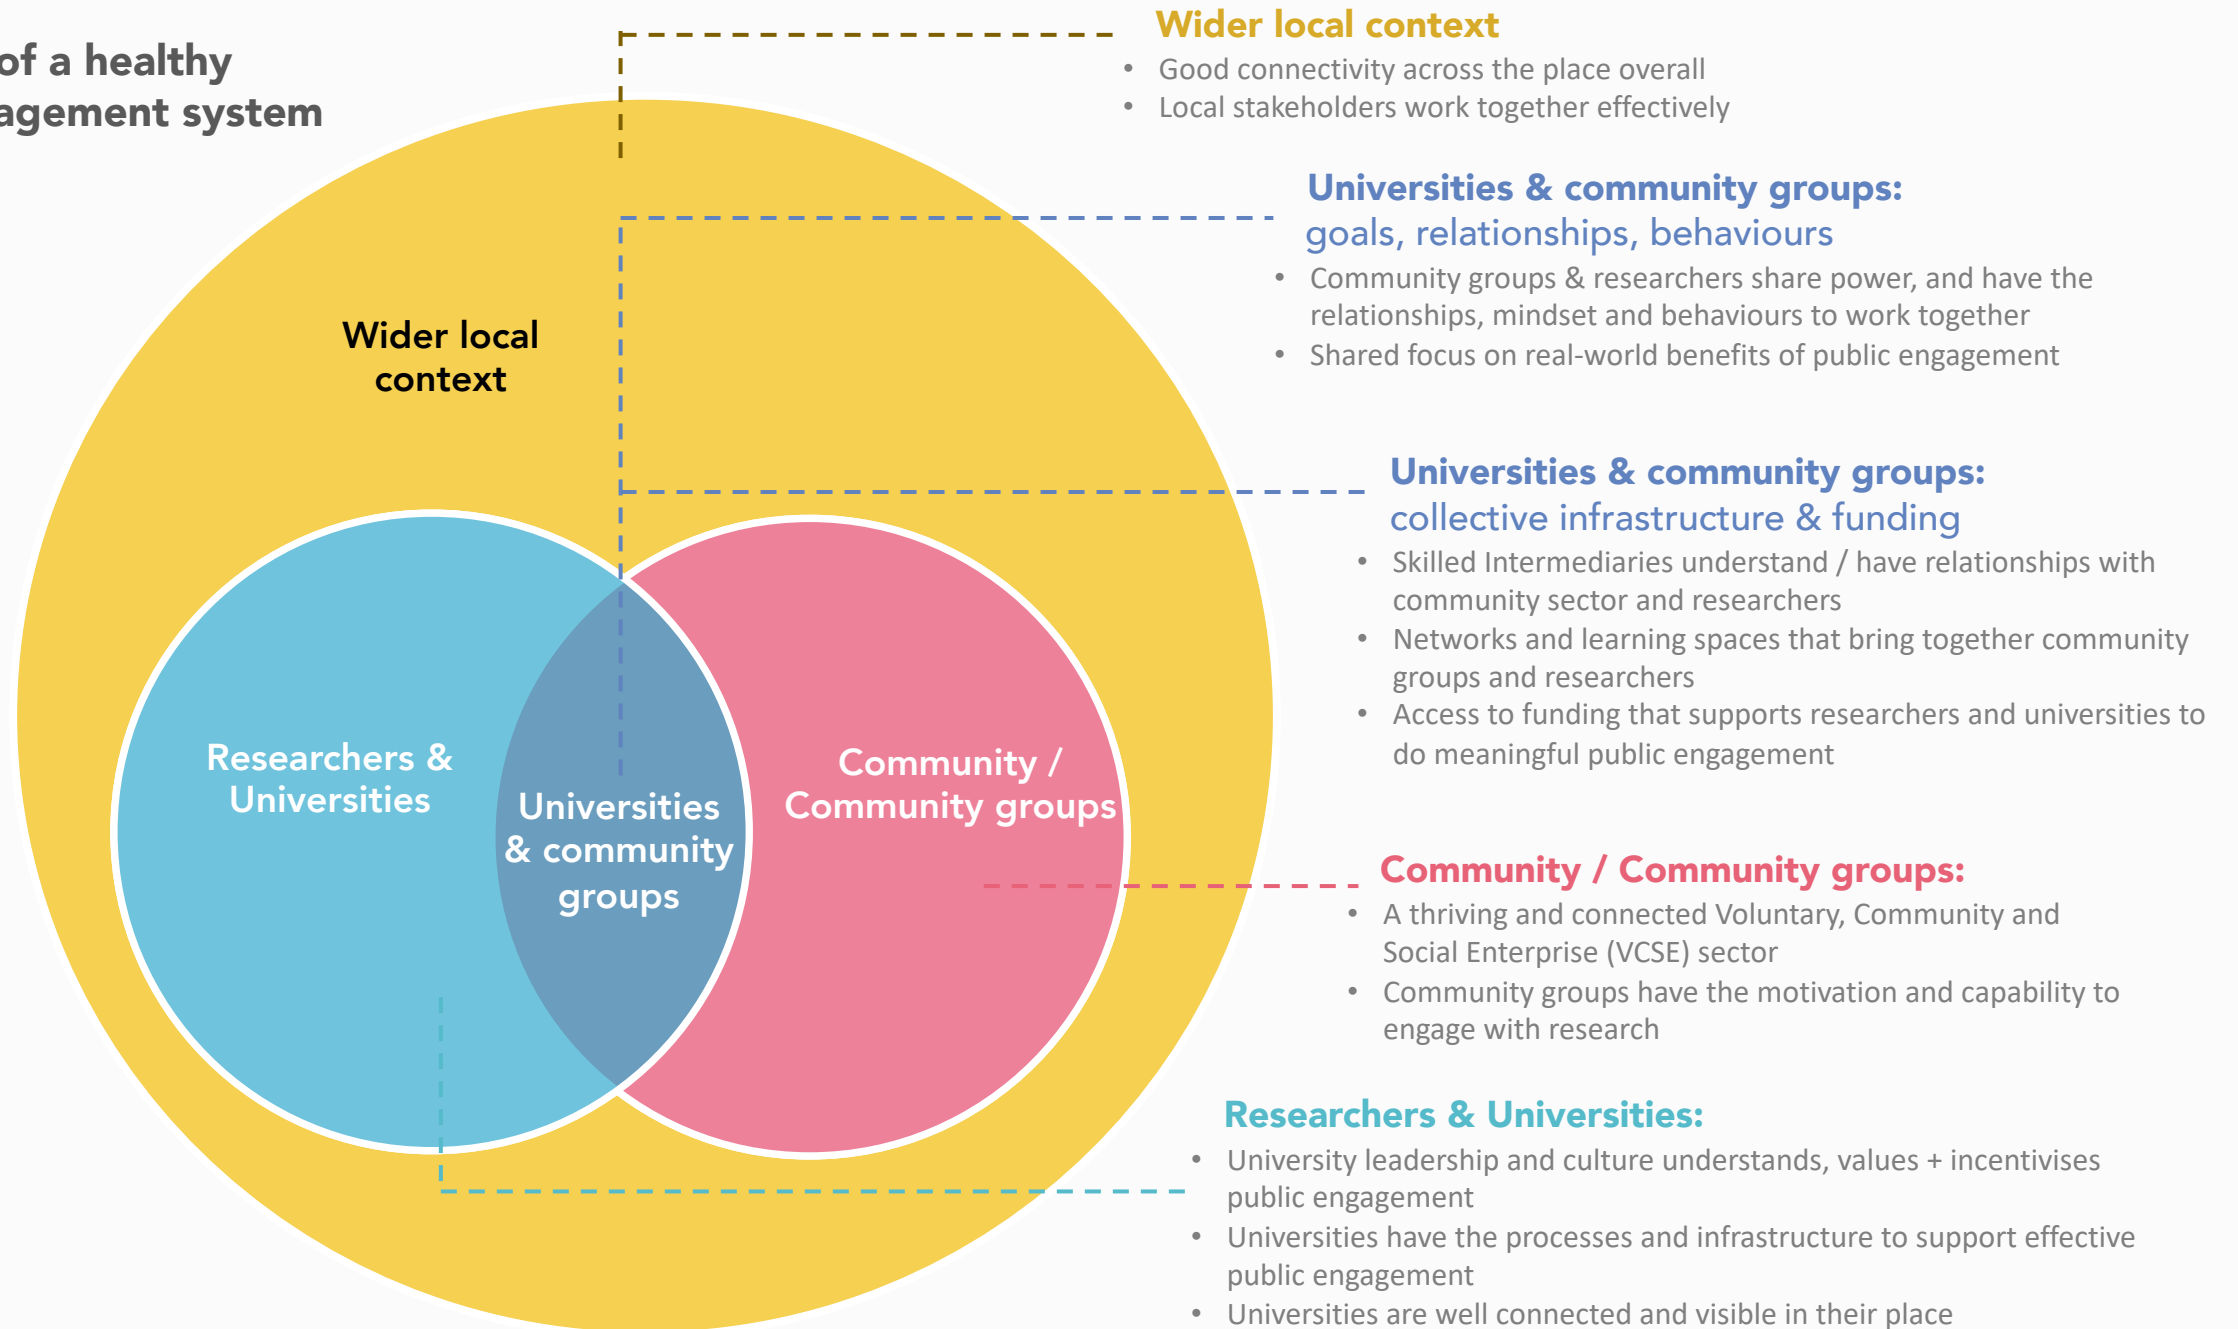 of a healthy
agement system
Wider local context
• Good connectivity across the place overall
• Local stakeholders work together effectively
Universities & community groups:
goals, relationships, behaviours
• Community groups & researchers share power, and have the
relationships, mindset and behaviours to work together
• Shared focus on real-world benefits of public engagement
Universities & community groups:
collective infrastructure & funding
• Skilled Intermediaries understand / have relationships with
community sector and researchers
• Networks and learning spaces that bring together community
groups and researchers
• Access to funding that supports researchers and universities to
do meaningful public engagement
Community / Community groups:
• A thriving and connected Voluntary, Community and
Social Enterprise (VCSE) sector
• Community groups have the motivation and capability to
engage with research
Researchers & Universities:
• University leadership and culture understands, values + incentivises
public engagement
• Universities have the processes and infrastructure to support effective
public engagement
• Universities are well connected and visible in their place
Wider local
context
Researchers &
Universities
Universities
& community
groups
Community /
Community groups